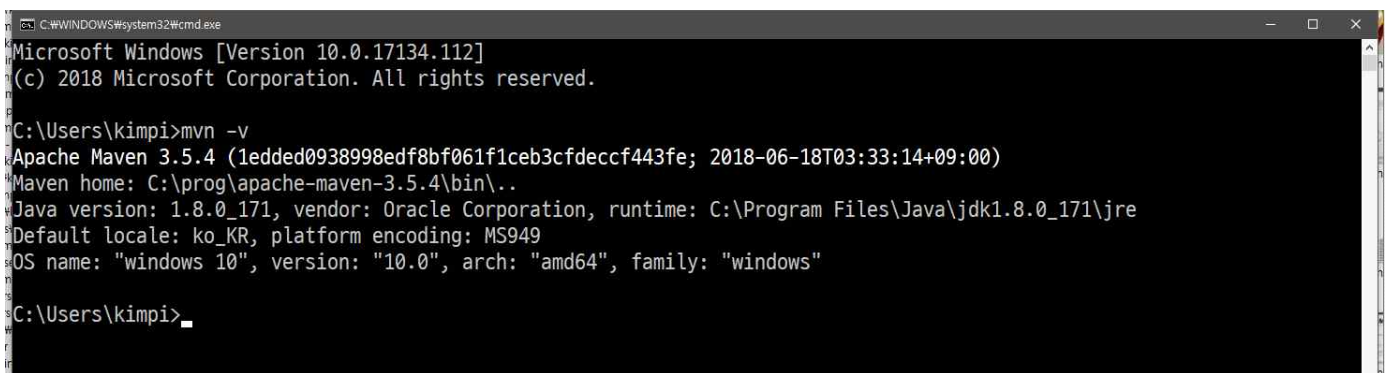 C:₩WINDOWS₩system32₩cmd.exe
Microsoft Windows [Version 10.0.17134.112]
(c) 2018 Microsoft Corporation. All rights reserved.
C:\Users\kimpi>mvn -v
Apache Maven 3.5.4 (1edded0938998edf8bf061f1ceb3cfdeccf443fe; 2018-06-18T03:33:14+09:00)
Maven home: C:\prog\apache-maven-3.5.4\bin\..
Java version: 1.8.0_171, vendor: Oracle Corporation, runtime: C:\Program Files\Java\jdk1.8.0_171\jre
Default locale: ko_KR, platform encoding: MS949
OS name: "windows 10", version: "10.0", arch: "amd64", family: "windows"
C:\Users\kimpi>